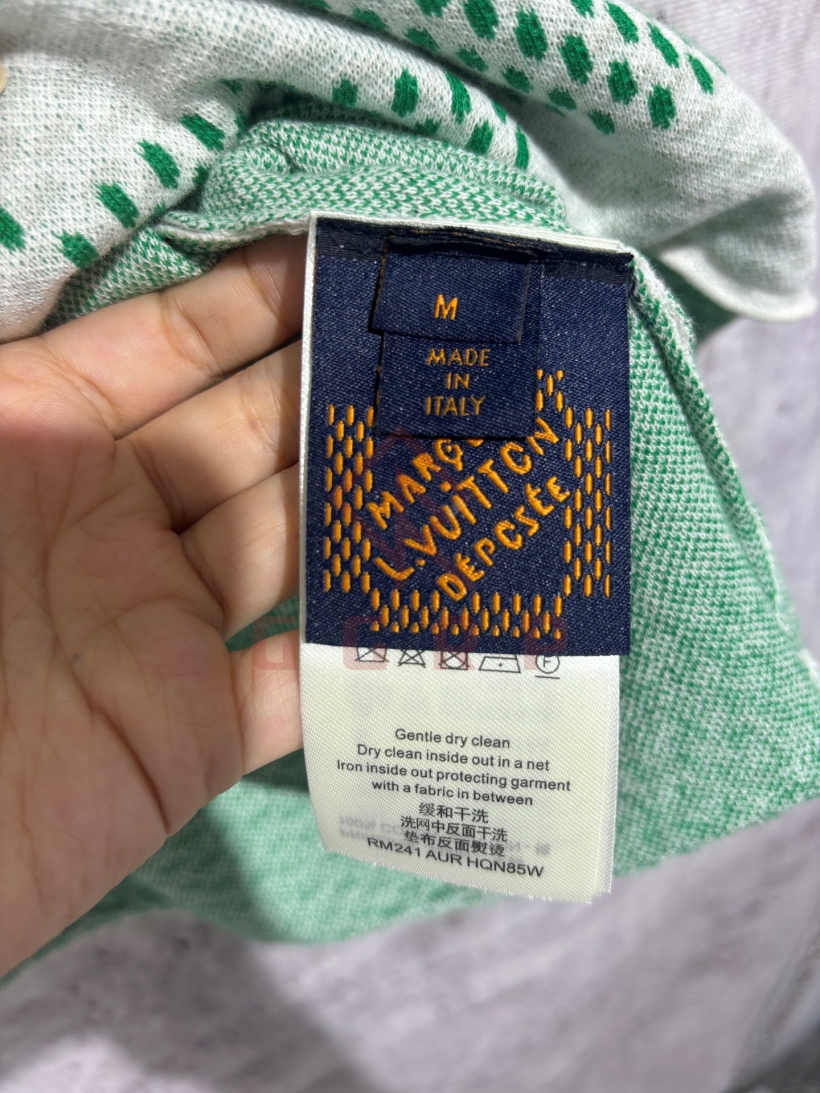 M
MADE
IN
ITALY
L.VUITTON
DÉPOSÉE
Gentle dry clean
Dry clean inside out in a net
Iron inside out protecting garment
with a fabric in between
缓和干洗
洗网中反面干洗
垫布反面熨烫
RM241 AUR HQN85W